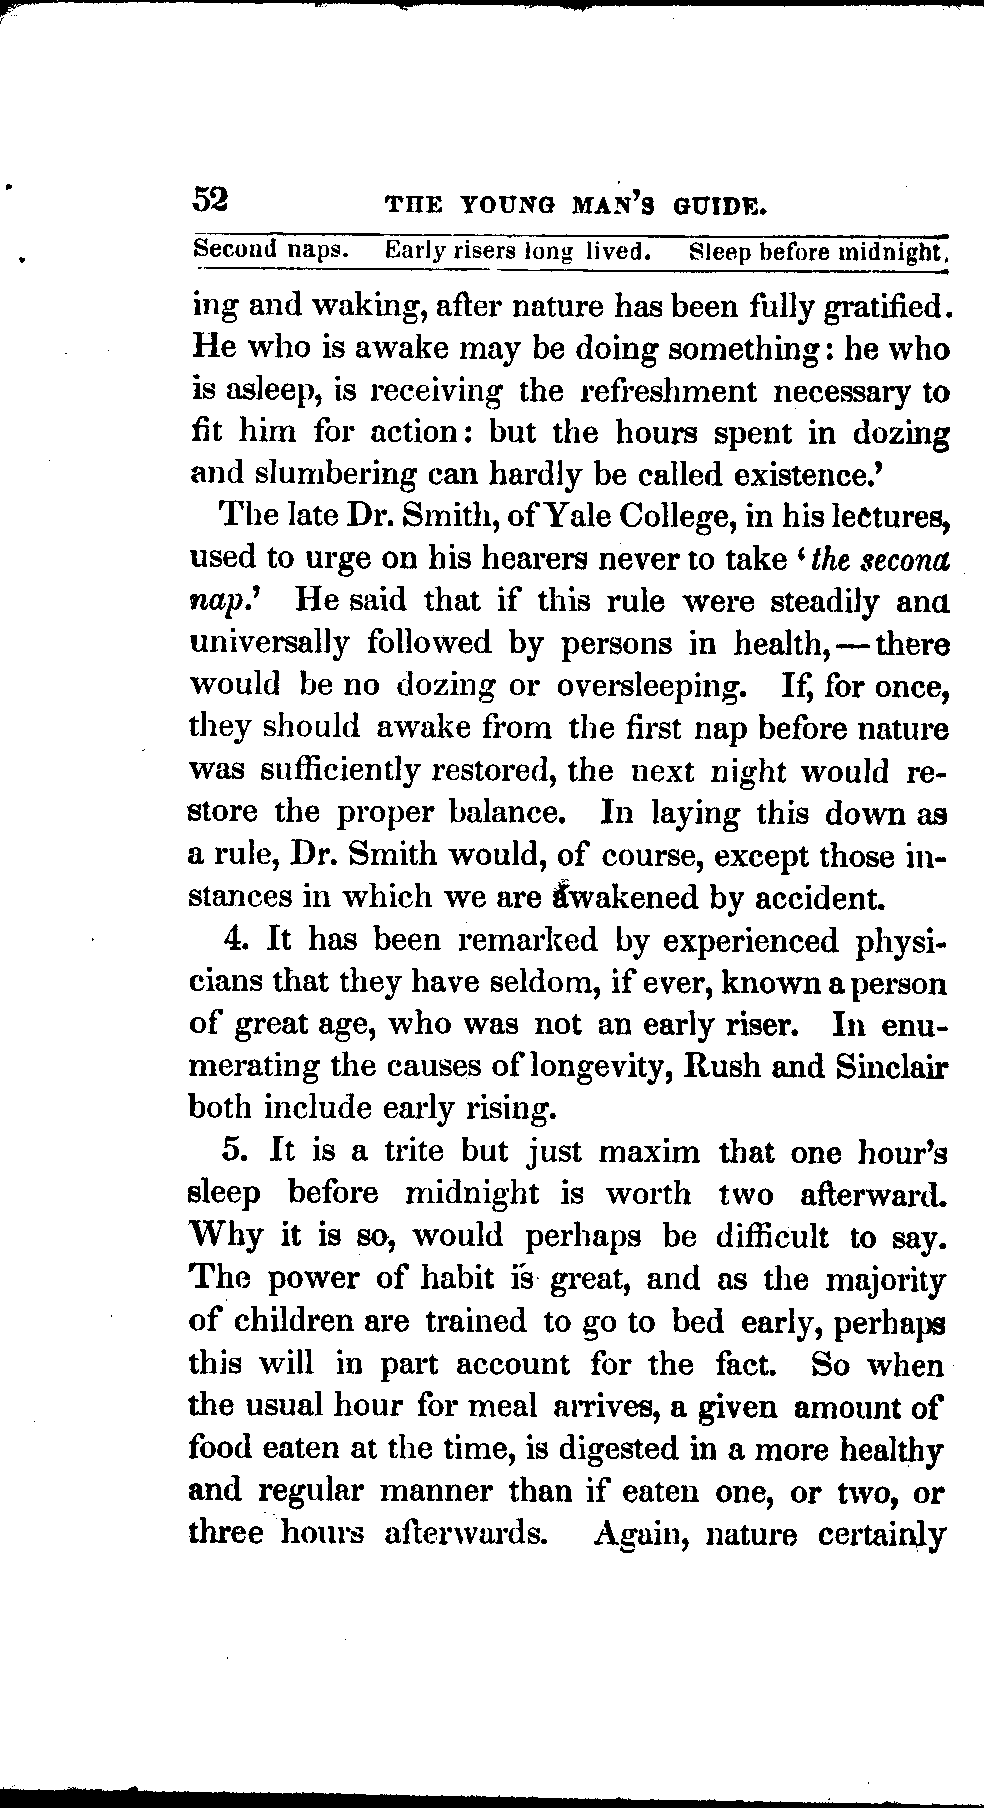 52 THE YOUNG MAN'S GUIDE.
Second naps. Early risers long lived. Sleep before midnight.
ing and waking, after nature has been fully gratified.
He who is awake may be doing something: he who
is asleep, is receiving the refreshment necessary to
fit him for action: but the hours spent in dozing
and slumbering can hardly be called existence.'
The late Dr. Smith, of Yale College, in his lectures,
used to urge on his hearers never to take 'the second
nap.' He said that if this rule were steadily and
universally followed by persons in health,—there
would be no dozing or oversleeping. If, for once,
they should awake from the first nap before nature
was sufficiently restored, the next night would re-
store the proper balance. In laying this down as
a rule, Dr. Smith would, of course, except those in-
stances in which we are awakened by accident.
4. It has been remarked by experienced physi-
cians that they have seldom, if ever, known a person
of great age, who was not an early riser. In enu-
merating the causes of longevity, Rush and Sinclair
both include early rising.
5. It is a trite but just maxim that one hour's
sleep before midnight is worth two afterward.
Why it is so, would perhaps be difficult to say.
The power of habit is great, and as the majority
of children are trained to go to bed early, perhaps
this will in part account for the fact. So when
the usual hour for meal arrives, a given amount of
food eaten at the time, is digested in a more healthy
and regular manner than if eaten one, or two, or
three hours afterwards. Again, nature certainly